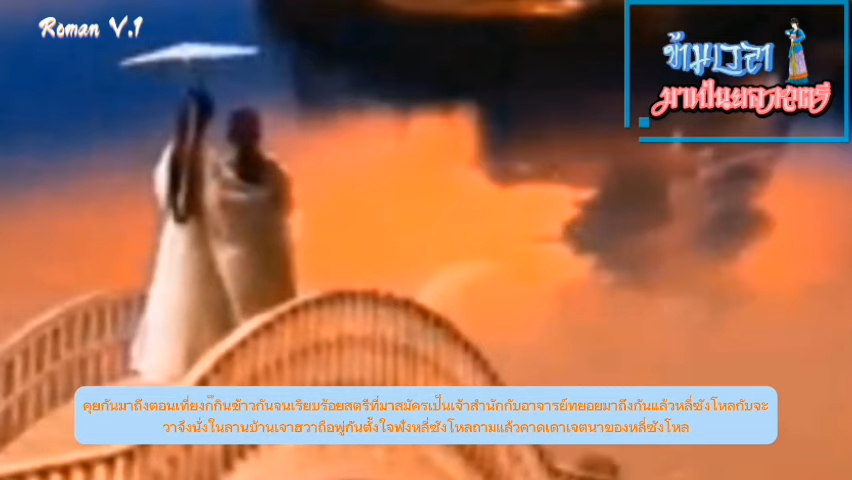 Roman V.1
ข้ามเวลา
มาเป็นยอดสตรี
คุยกันมาถึงตอนเที่ยงก็กินข้าวกันจนเรียบร้อยสตรีที่มาสมัครเป็นเจ้าสำนักกับอาจารย์ทยอยมาถึงกันแล้วหลี่ซังโหลกับจะ
วาจึงนั่งในลานบ้านเจาฮวาถือพู่กันตั้งใจฟังหลี่ซังโหลถามแล้วคาดเดาเจตนาของหลี่ซังโหล